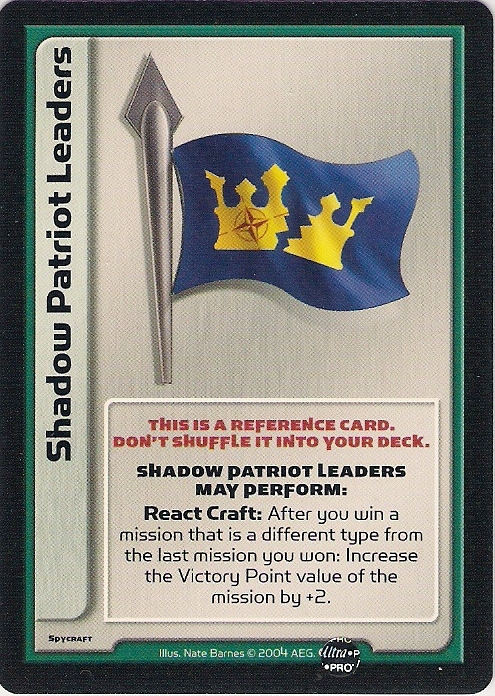 Shadow Patriot Leaders
THIS IS A REFERENCE CARD.
DON'T SHUFFLE IT INTO YOUR DECK.
SHADOW PATRIOT LEADERS
MAY PERFORM:
React Craft: After you win a
mission that is a different type from
the last mission you won: Increase
the Victory Point value of the
mission by +2.
SPYCRAFT
Illus. Nate Barnes © 2004 AEG.
Ultra•P
•PRO•